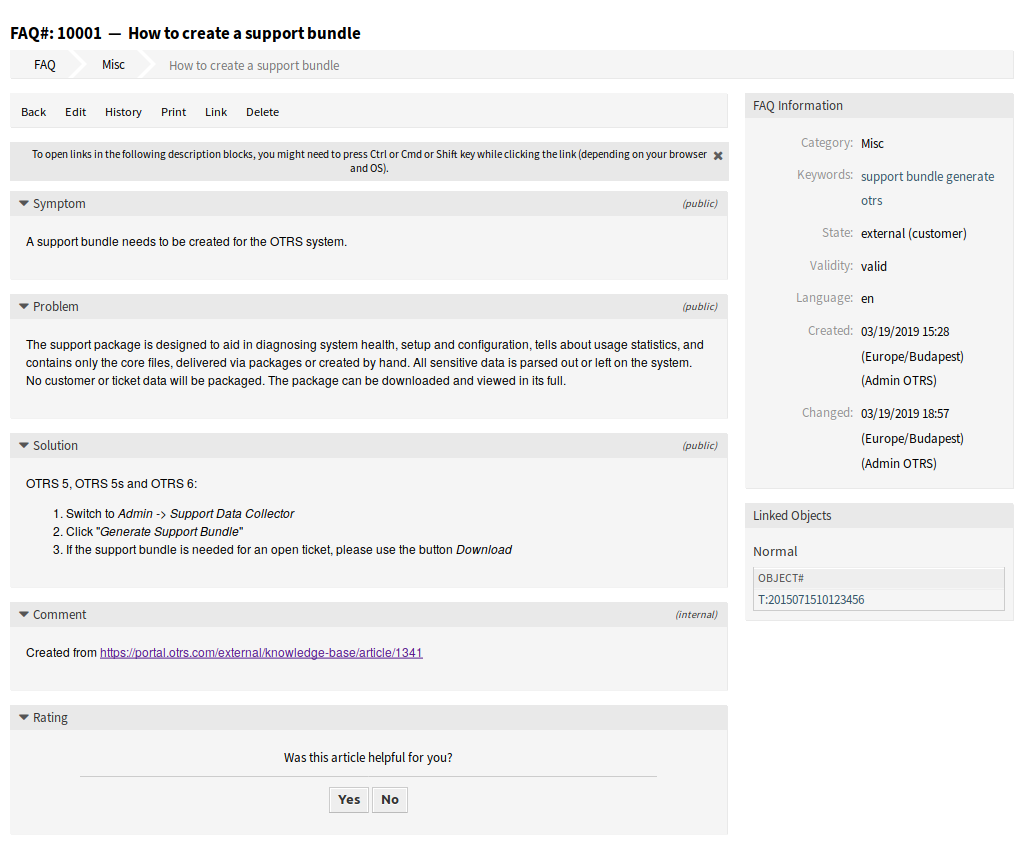 FAQ#: 10001 — How to create a support bundle
FAQ Misc How to create a support bundle
Back Edit History Print Link Delete
To open links in the following description blocks, you might need to press Ctrl or Cmd or Shift key while clicking the link (depending on your browser
and OS).
Symptom (public)
A support bundle needs to be created for the OTRS system.
Problem (public)
The support package is designed to aid in diagnosing system health, setup and configuration, tells about usage statistics, and
contains only the core files, delivered via packages or created by hand. All sensitive data is parsed out or left on the system.
No customer or ticket data will be packaged. The package can be downloaded and viewed in its full.
Solution (public)
OTRS 5, OTRS 5s and OTRS 6:
1. Switch to Admin -> Support Data Collector
2. Click "Generate Support Bundle"
3. If the support bundle is needed for an open ticket, please use the button Download
Comment (internal)
Created from https://portal.otrs.com/external/knowledge-base/article/1341
Rating
Was this article helpful for you?
Yes No
FAQ Information
Category: Misc
Keywords: support bundle generate
otrs
State: external (customer)
Validity: valid
Language: en
Created: 03/19/2019 15:28
(Europe/Budapest)
(Admin OTRS)
Changed: 03/19/2019 18:57
(Europe/Budapest)
(Admin OTRS)
Linked Objects
Normal
OBJECT#
T:2015071510123456